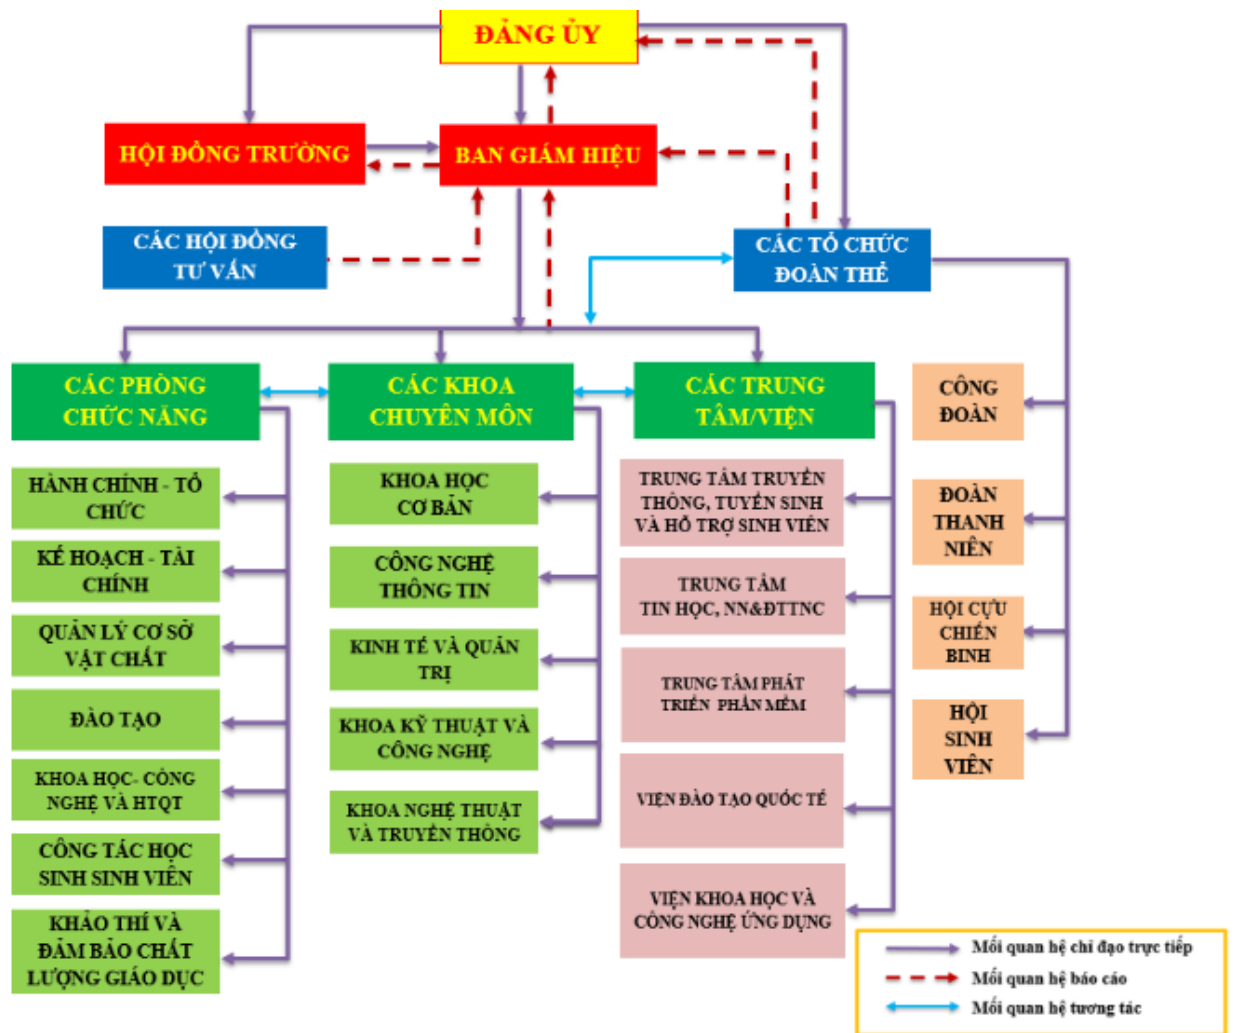 ĐẢNG ỦY
HỘI ĐỒNG TRƯỜNG
BAN GIÁM HIỆU
CÁC HỘI ĐỒNG
TƯ VẤN
CÁC TỔ CHỨC
ĐOÀN THỂ
CÁC PHÒNG
CHỨC NĂNG
CÁC KHOA
CHUYÊN MÔN
CÁC TRUNG
TÂM/VIỆN
HÀNH CHÍNH - TỔ
CHỨC
KẾ HOẠCH - TÀI
CHÍNH
QUẢN LÝ CƠ SỞ
VẬT CHẤT
ĐÀO TẠO
KHOA HỌC- CÔNG
NGHỆ VÀ HTQT
CÔNG TÁC HỌC
SINH SINH VIÊN
KHẢO THÍ VÀ
ĐẢM BẢO CHẤT
LƯỢNG GIÁO DỤC
KHOA HỌC
CƠ BẢN
CÔNG NGHỆ
THÔNG TIN
KINH TẾ VÀ QUẢN
TRỊ
KHOA KỸ THUẬT VÀ
CÔNG NGHỆ
KHOA NGHỆ THUẬT
VÀ TRUYỀN THÔNG
TRUNG TÂM TRUYỀN
THÔNG, TUYỂN SINH
VÀ HỖ TRỢ SINH VIÊN
TRUNG TÂM
TIN HỌC, NN&ĐTTNC
TRUNG TÂM PHÁT
TRIỂN PHẦN MỀM
VIỆN ĐÀO TẠO QUỐC TẾ
VIỆN KHOA HỌC VÀ
CÔNG NGHỆ ỨNG DỤNG
CÔNG
ĐOÀN
ĐOÀN
THANH
NIÊN
HỘI CỰU
CHIẾN
BINH
HỘI
SINH
VIÊN
Mối quan hệ chỉ đạo trực tiếp
Mối quan hệ báo cáo
Mối quan hệ tương tác